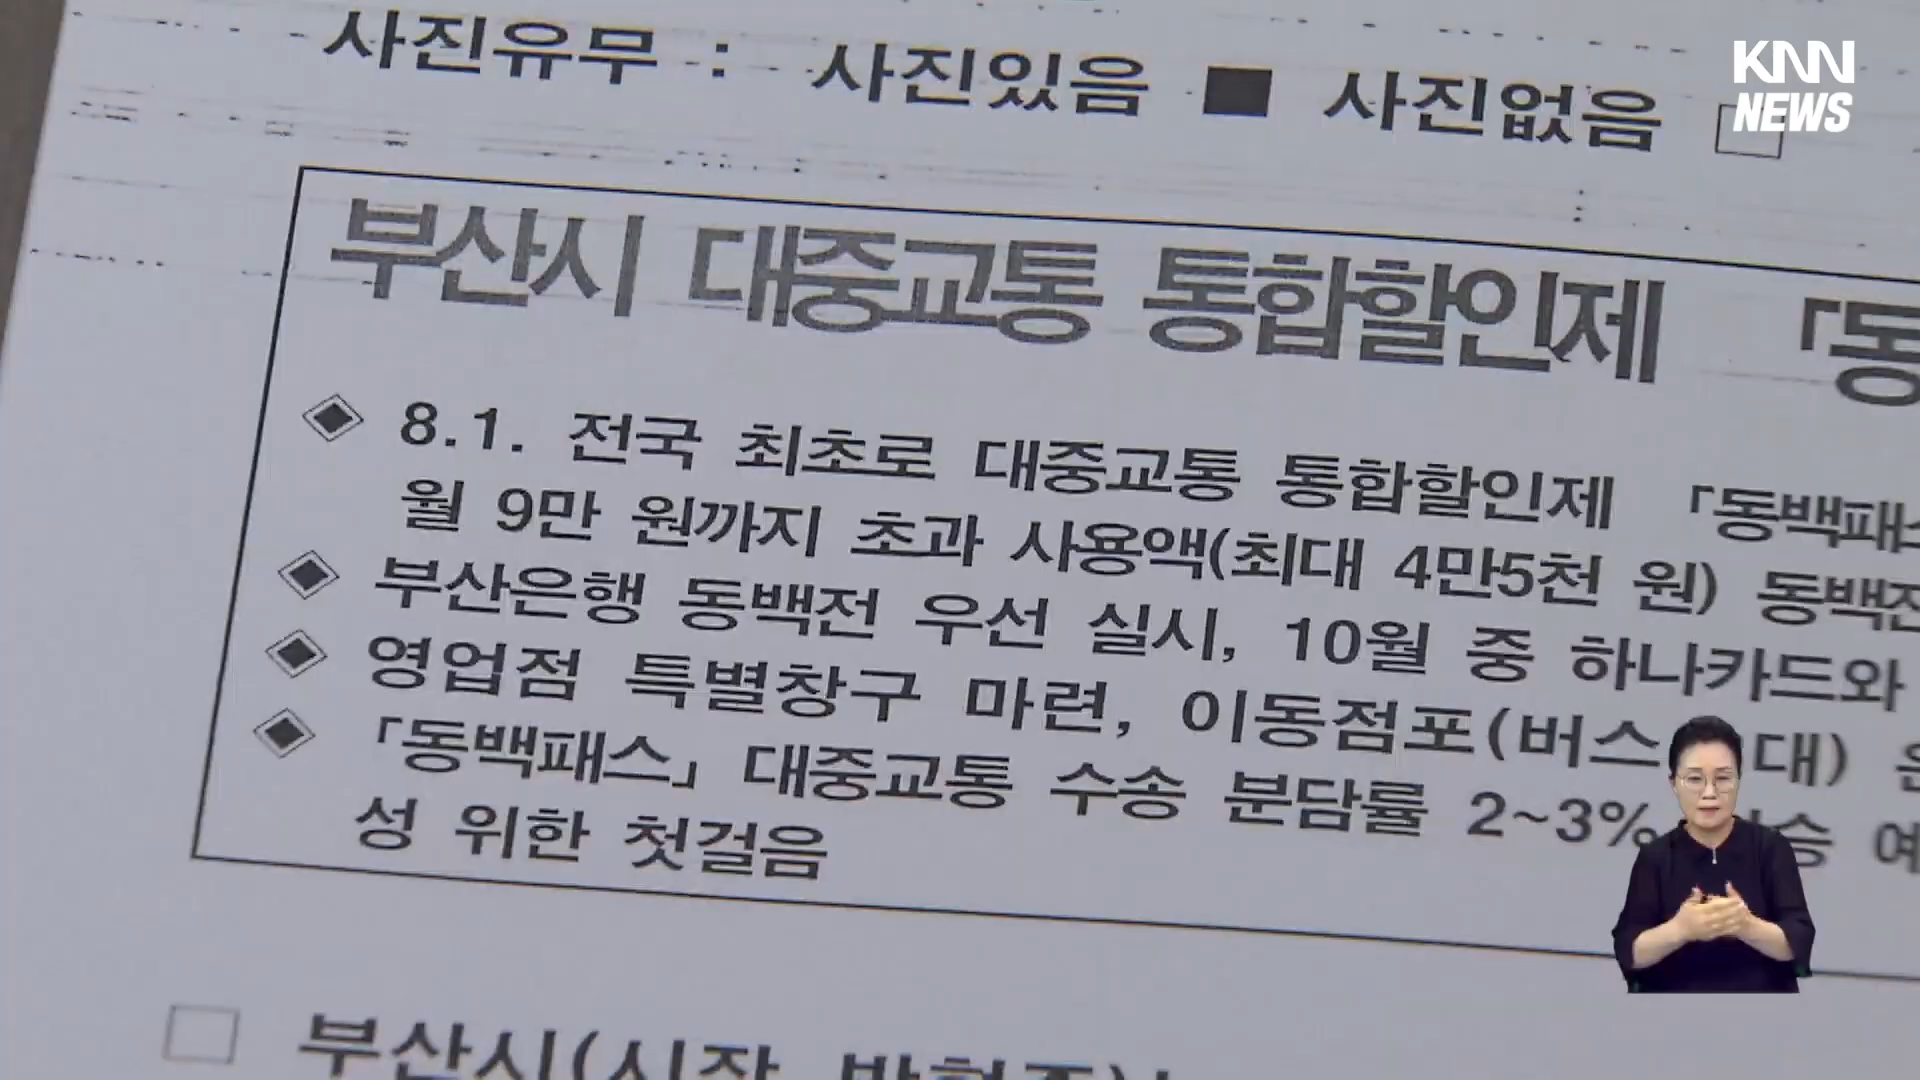 사진유무 : 사진있음 ■ 사진없음 □
KNN
NEWS
부산시 대중교통 통합할인제 「동
◈ 8.1. 전국 최초로 대중교통 통합할인제 「동백패스
월 9만 원까지 초과 사용액(최대 4만5천 원) 동백전
◈ 부산은행 동백전 우선 실시, 10월 중 하나카드와
◈ 영업점 특별창구 마련, 이동점포(버스 대)
◈ 「동백패스」 대중교통 수송 분담률 2~3% 예
성 위한 첫걸음
□ 부산시(시장